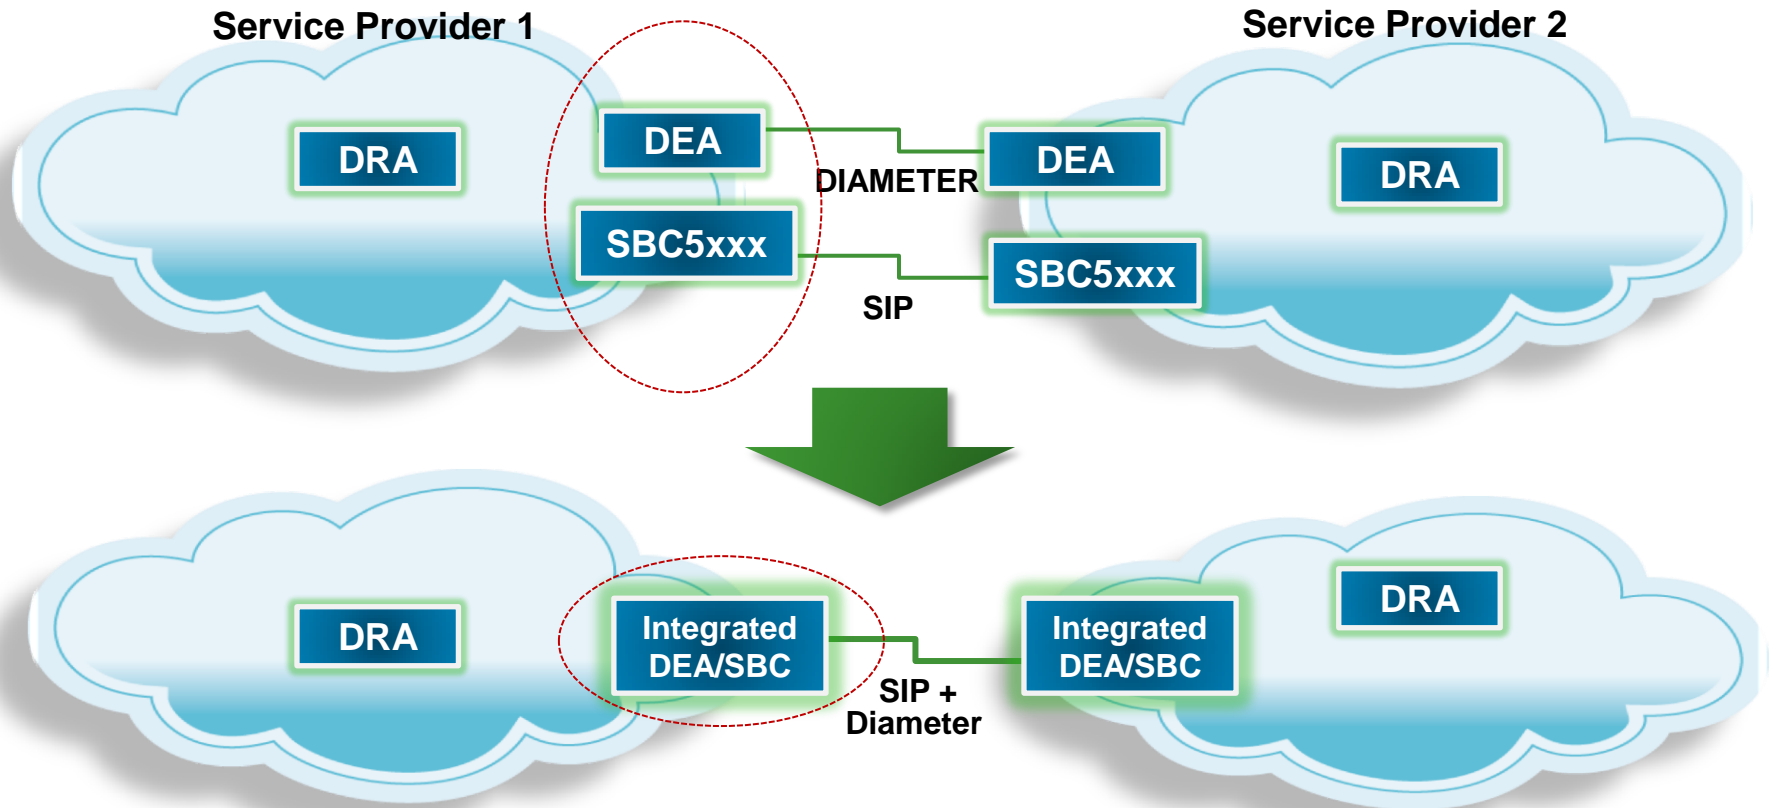 Service Provider 1
Service Provider 2
DEA
DRA
DEA
DRA
DIAMETER
SBC5xxx
SBC5xxx
SIP
DRA
DRA
Integrated
DEA/SBC
Integrated
DEA/SBC
SIP +
Diameter